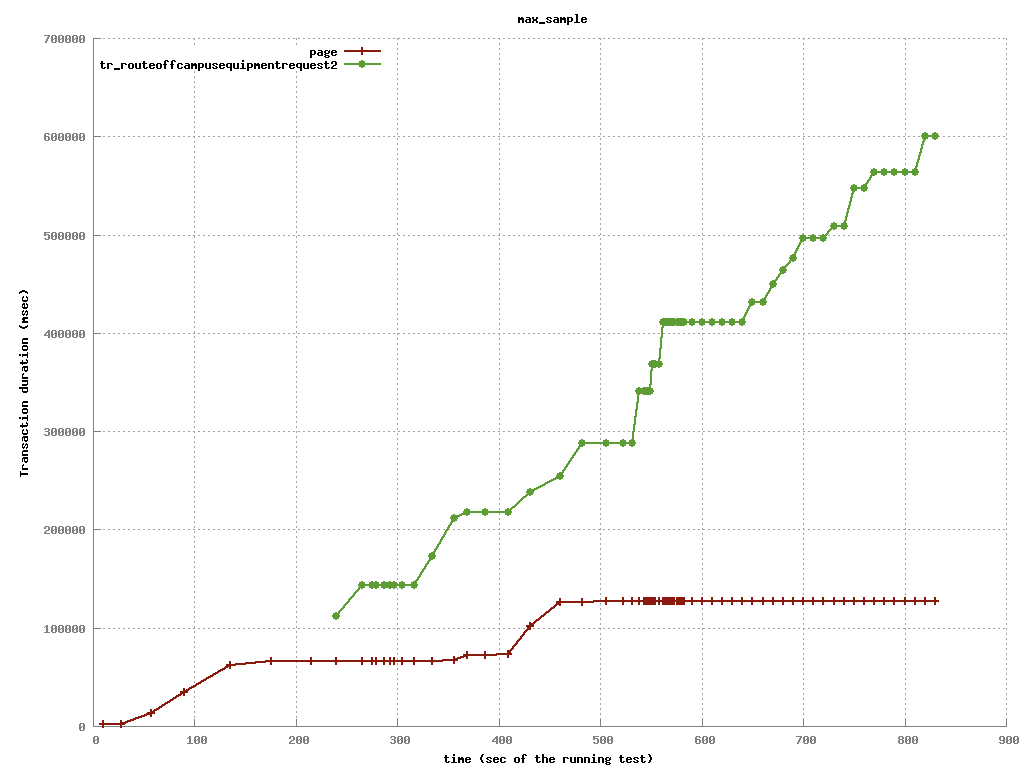 max_sample
page
tr_routeoffcampusequipmentrequest2
700000
600000
500000
400000
300000
200000
100000
0
Transaction duration (msec)
0 100 200 300 400 500 600 700 800 900
time (sec of the running test)